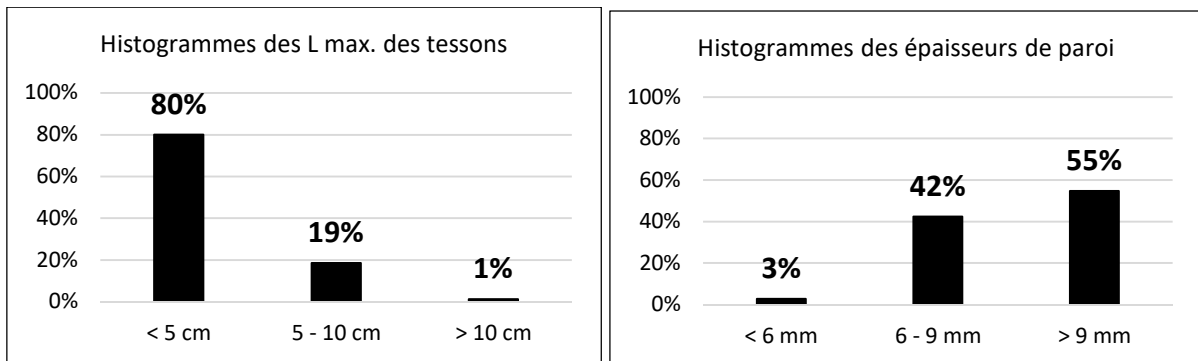 Histogrammes des L max. des tessons
100%
80%
60%
40%
20%
0%
80%
19%
1%
< 5 cm
5 - 10 cm
> 10 cm
Histogrammes des épaisseurs de paroi
100%
80%
60%
40%
20%
0%
3%
42%
55%
< 6 mm
6 - 9 mm
> 9 mm